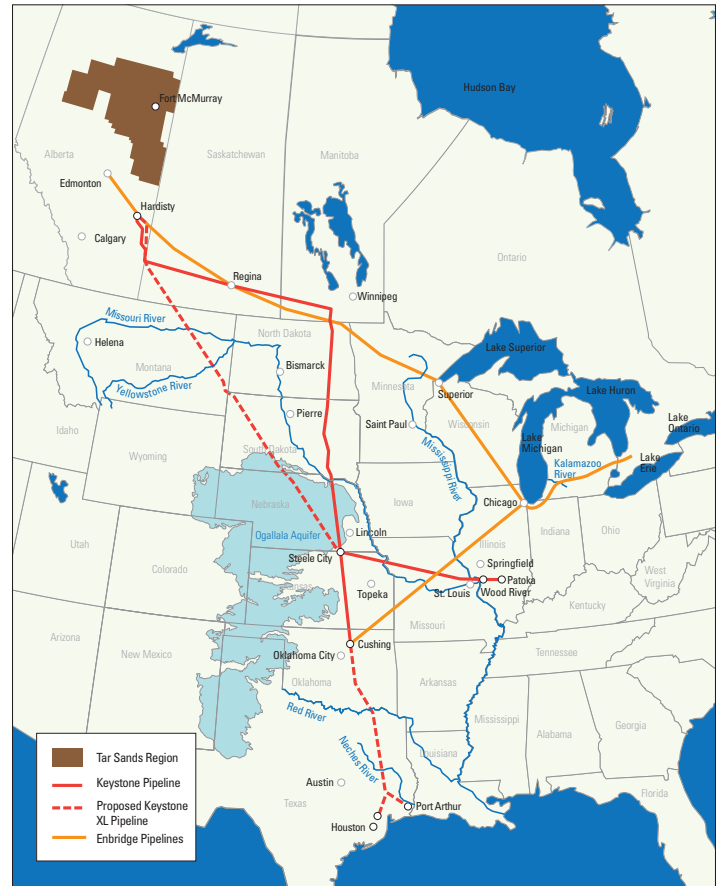 Hudson Bay
Fort McMurray
Alberta
Saskatchewan
Manitoba
Edmonton
Hardisty
Calgary
Ontario
Regina
Winnipeg
Missouri River
North Dakota
Helena
Montana
Bismarck
Lake Superior
Yellowstone River
Minnesota
Superior
Lake Huron
Pierre
Saint Paul
Wisconsin
Michigan
Lake
Ontario
Idaho
Wyoming
South Dakota
Mississippi River
Lake
Michigan
Kalamazoo
River
Lake
Erie
Nebraska
Iowa
Chicago
Ogallala Aquifer
Lincoln
Illinois
Indiana
Ohio
Utah
Colorado
Steele City
Springfield
Patoka
West
Virginia
Kansas
Topeka
St. Louis
Wood River
Kentucky
Missouri
Arizona
New Mexico
Cushing
Oklahoma City
Tennessee
Oklahoma
Arkansas
Red River
Mississippi
Alabama
Georgia
Neches River
Louisiana
Austin
Texas
Port Arthur
Florida
Houston
Tar Sands Region
Keystone Pipeline
Proposed Keystone
XL Pipeline
Enbridge Pipelines